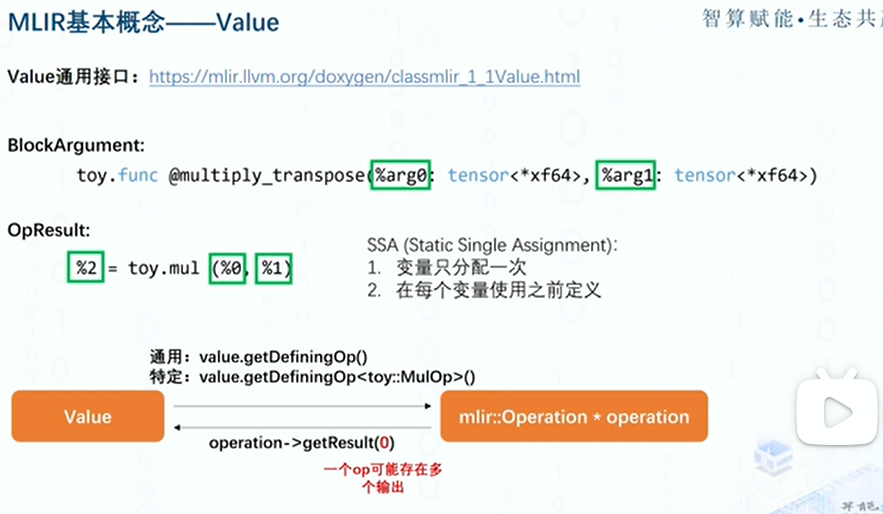 MLIR基本概念——Value
智算赋能•生态共
Value通用接口：https://mlir.llvm.org/doxygen/classmlir_1_1Value.html
BlockArgument:
toy.func @multiply_transpose(%arg0: tensor<*xf64>, %arg1: tensor<*xf64>)
OpResult:
%2 = toy.mul (%0, %1)
SSA (Static Single Assignment):
1. 变量只分配一次
2. 在每个变量使用之前定义
通用：value.getDefiningOp()
特定：value.getDefiningOp<toy::MulOp>()
Value
mlir::Operation * operation
operation->getResult(0)
一个op可能存在多
个输出